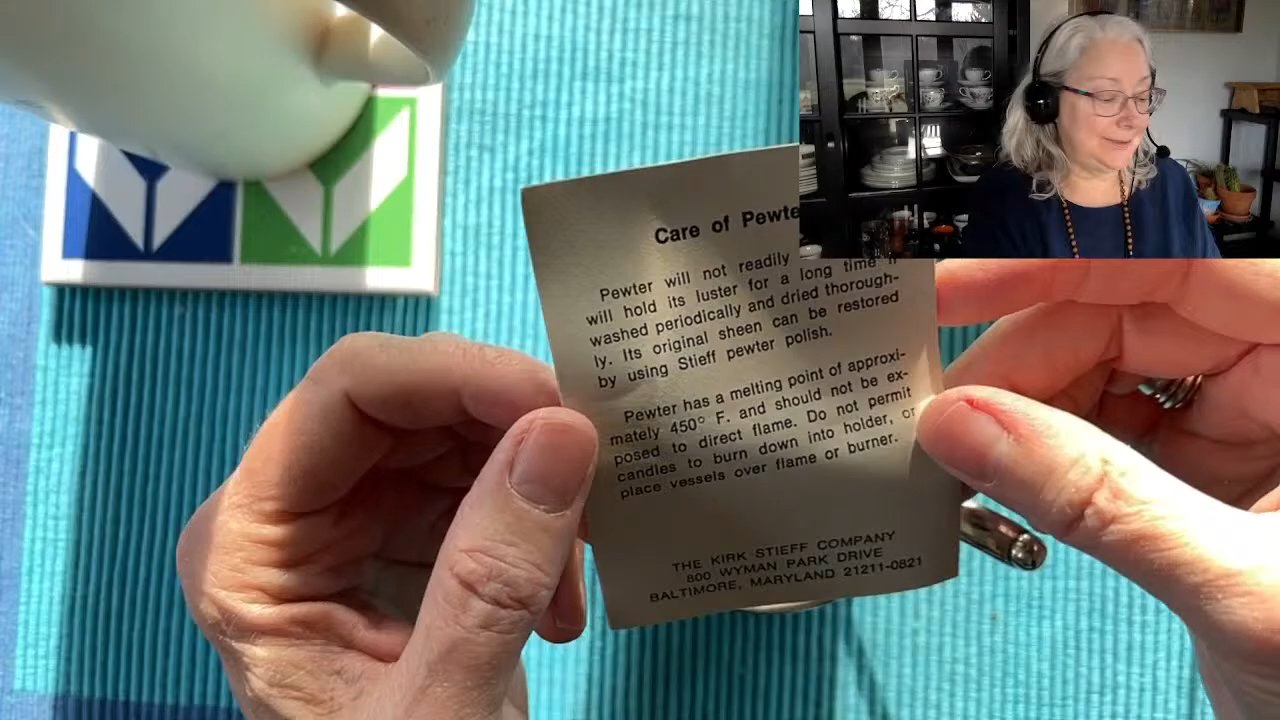 Care of Pewte
Pewter will not readily
will hold its luster for a long time if
washed periodically and dried thorough-
ly. Its original sheen can be restored
by using Stieff pewter polish.
Pewter has a melting point of approxi-
mately 450° F. and should not be ex-
posed to direct flame. Do not permit
candles to burn down into holder, or
place vessels over flame or burner.
THE KIRK STIEFF COMPANY
800 WYMAN PARK DRIVE
BALTIMORE, MARYLAND 21211-0821